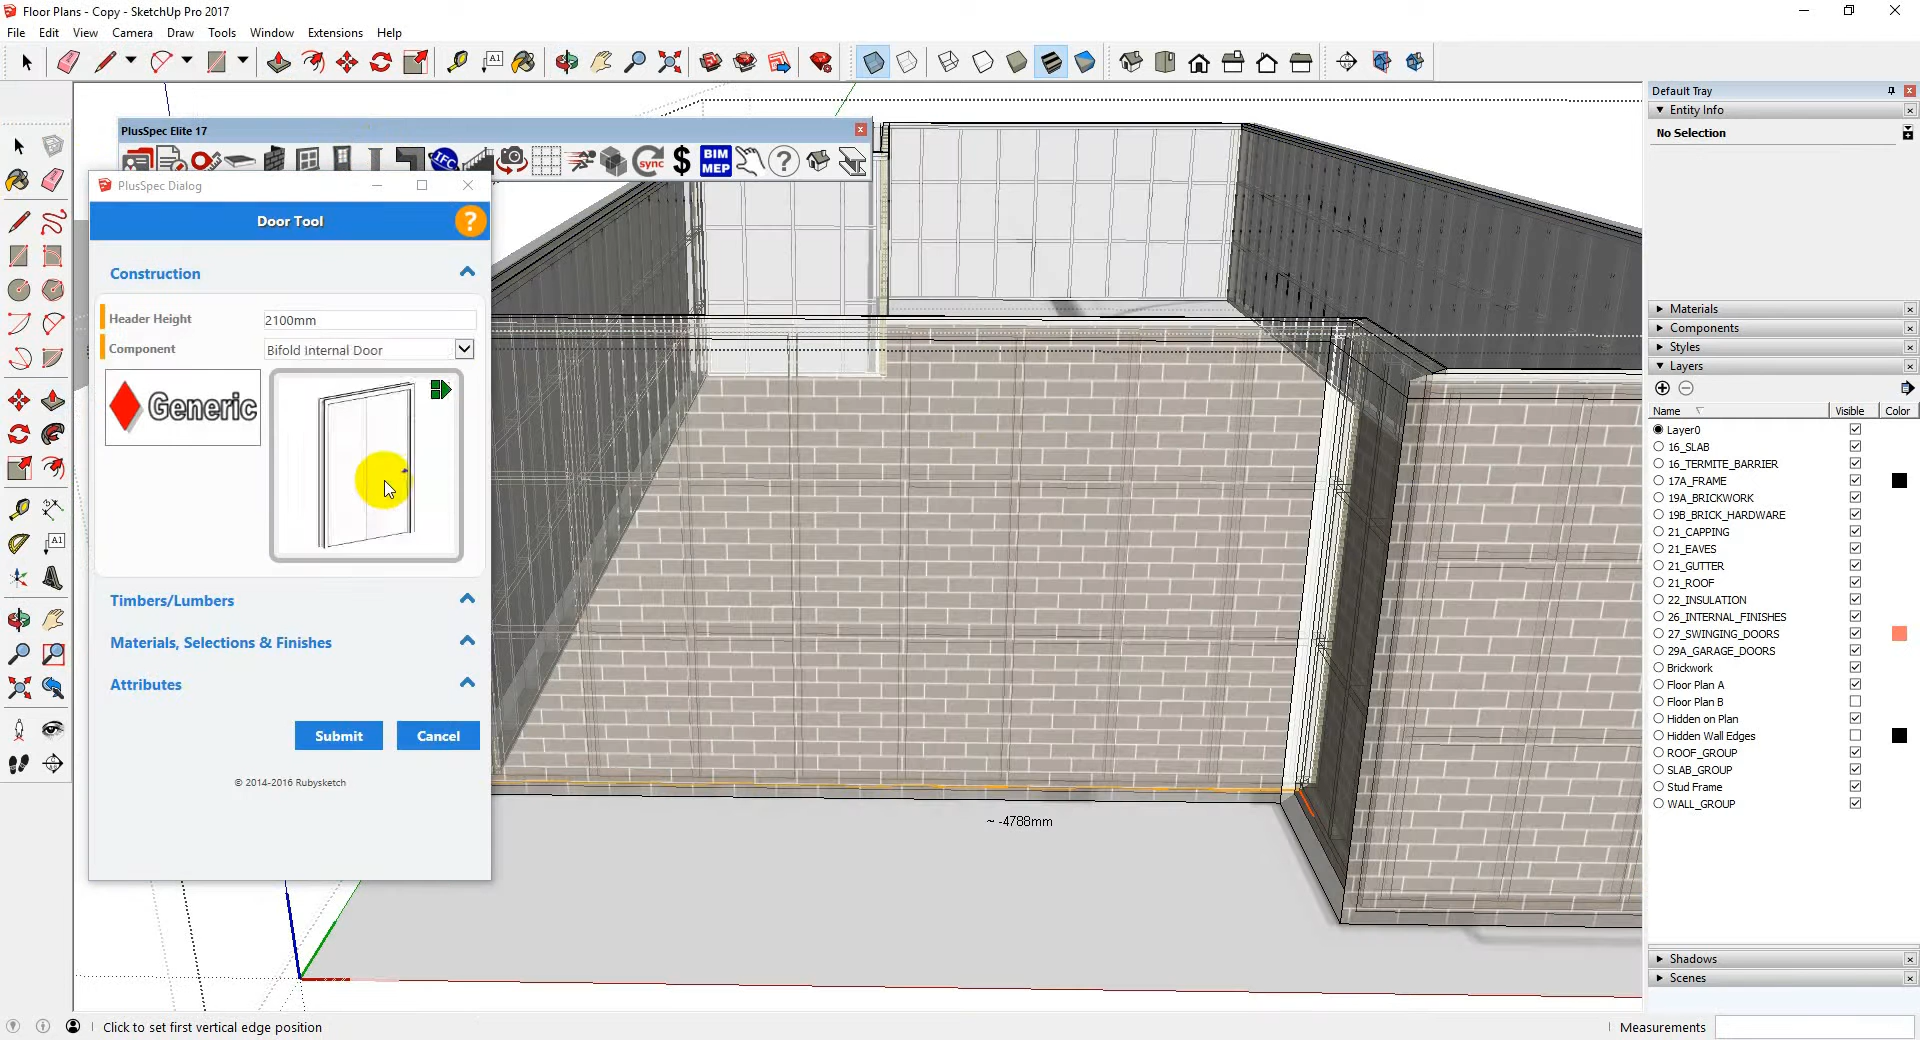 Floor Plans - Copy - SketchUp Pro 2017
File Edit View Camera Draw Tools Window Extensions Help
A1
Default Tray
Entity Info
No Selection
PlusSpec Elite 17
IFC
sync
$
BIM
MEP
?
PlusSpec Dialog
Door Tool
?
Construction
Header Height 2100mm
Component Bifold Internal Door
Generic
Timbers/Lumbers
Materials, Selections & Finishes
Attributes
Submit Cancel
© 2014-2016 Rubysketch
A1
~ -4788mm
Materials
Components
Styles
Layers
Name Visible Color
Layer0
16_SLAB
16_TERMITE_BARRIER
17A_FRAME
19A_BRICKWORK
19B_BRICK_HARDWARE
21_CAPPING
21_EAVES
21_GUTTER
21_ROOF
22_INSULATION
26_INTERNAL_FINISHES
27_SWINGING_DOORS
29A_GARAGE_DOORS
Brickwork
Floor Plan A
Floor Plan B
Hidden on Plan
Hidden Wall Edges
ROOF_GROUP
SLAB_GROUP
Stud Frame
WALL_GROUP
Shadows
Scenes
Click to set first vertical edge position
Measurements